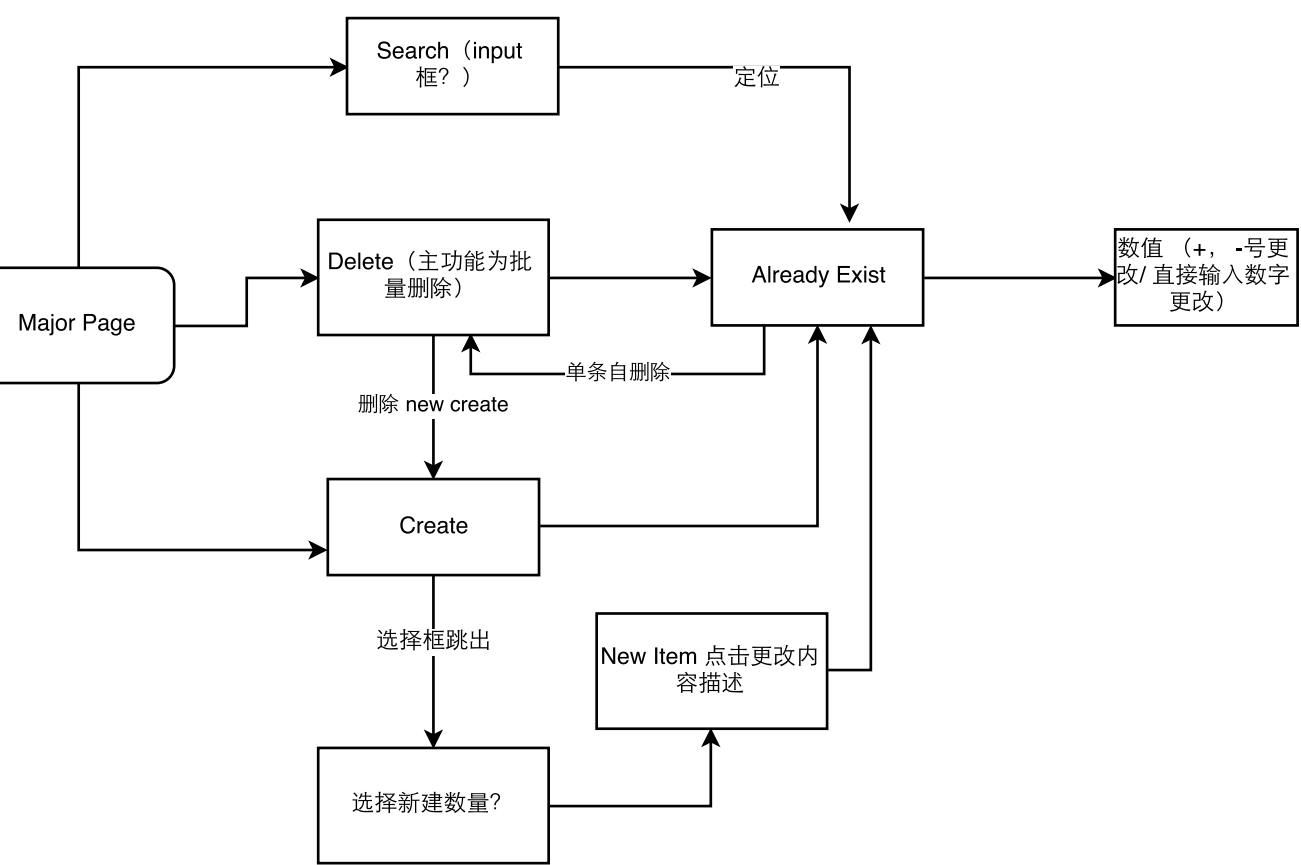 Search（input
框？）
定位
Delete（主功能为批
量删除）
Already Exist
数值 （+，-号更
改/ 直接输入数字
更改）
Major Page
单条自删除
删除 new create
Create
选择框跳出
New Item 点击更改内
容描述
选择新建数量?